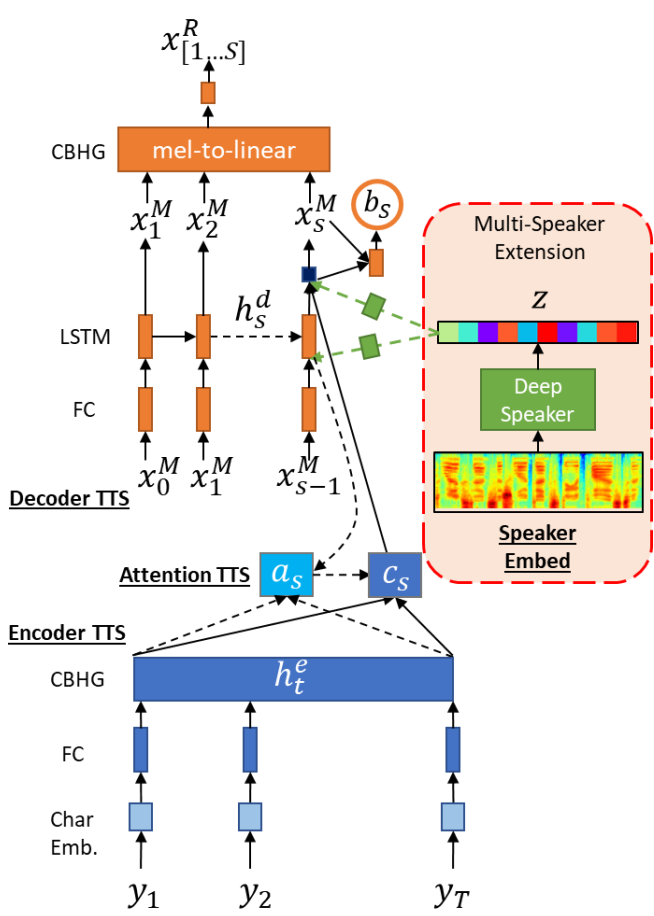 x^R_[1...S]
CBHG
mel-to-linear
x^M_1 x^M_2 x^M_s b_s
Multi-Speaker
Extension
z
h^d_s
LSTM
Deep
Speaker
FC
x^M_0 x^M_1 x^M_{s-1}
Decoder TTS
Speaker
Embed
Attention TTS
a_s c_s
Encoder TTS
CBHG
h^e_t
FC
Char
Emb.
y_1 y_2 y_T